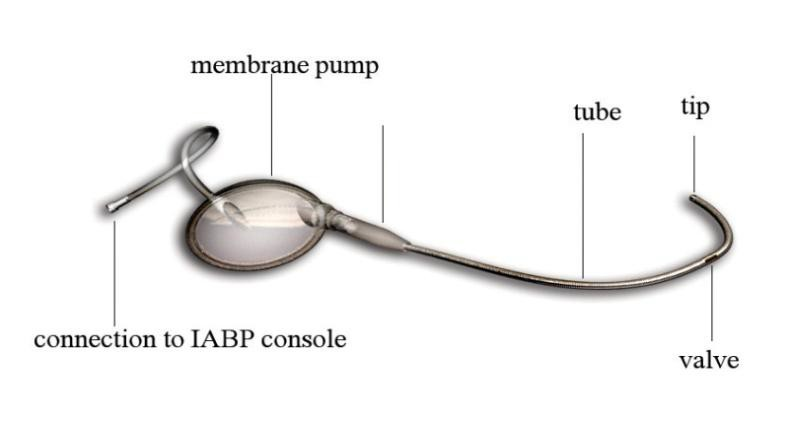 membrane pump
tube
tip
connection to IABP console
valve